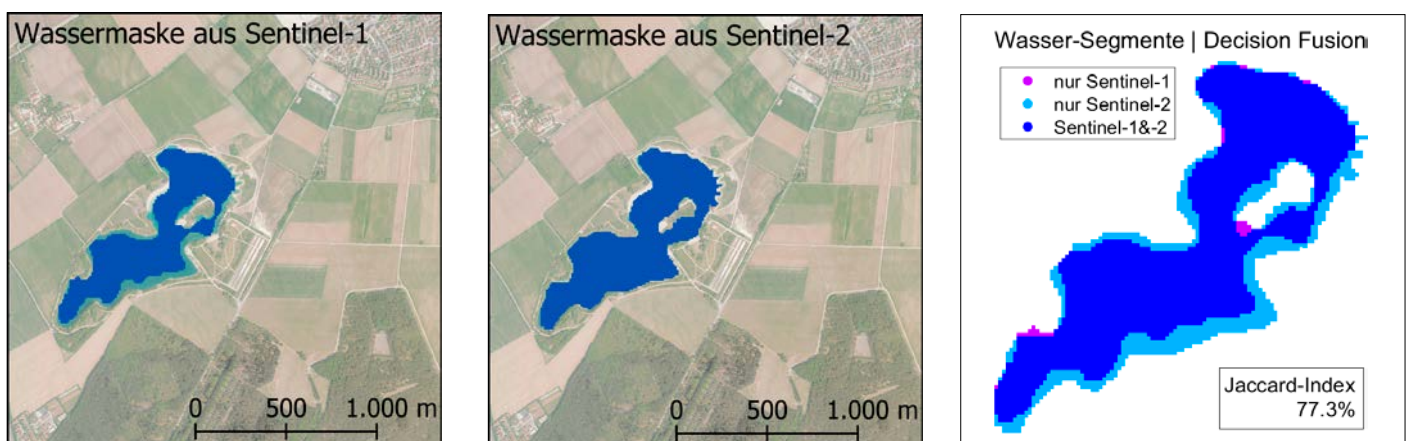 Wassermaske aus Sentinel-1
0 500 1.000 m
Wassermaske aus Sentinel-2
0 500 1.000 m
Wasser-Segmente | Decision Fusion
nur Sentinel-1
nur Sentinel-2
Sentinel-1&-2
Jaccard-Index
77.3%